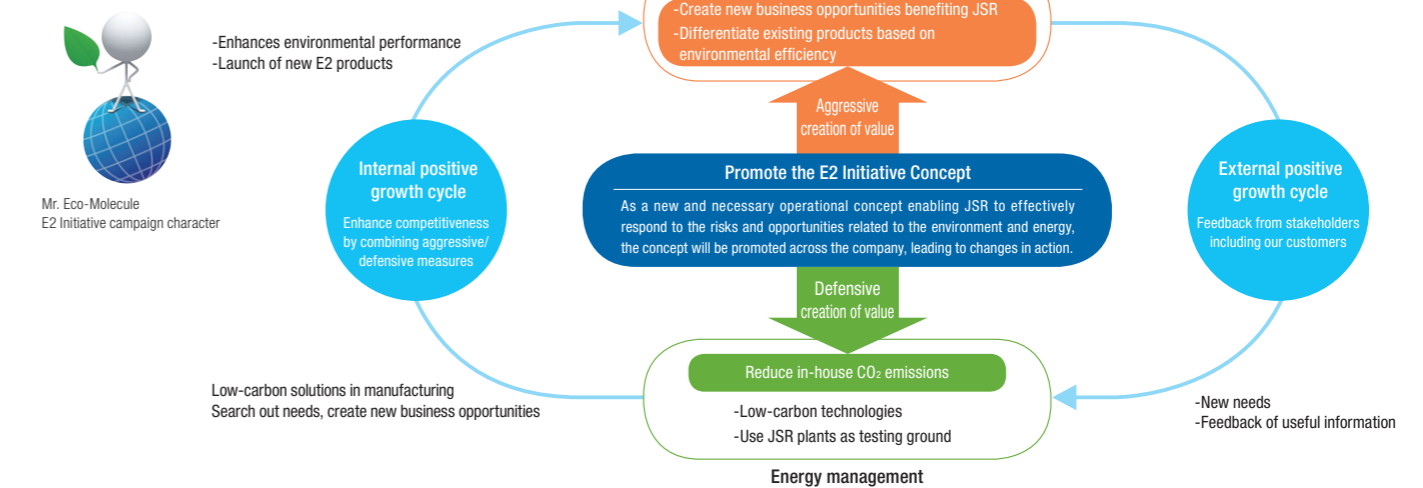 -Create new business opportunities benefiting JSR
-Differentiate existing products based on
environmental efficiency
-Enhances environmental performance
-Launch of new E2 products
Aggressive
creation of value
Mr. Eco-Molecule
E2 Initiative campaign character
Internal positive
growth cycle
Enhance competitiveness
by combining aggressive/
defensive measures
Promote the E2 Initiative Concept
As a new and necessary operational concept enabling JSR to effectively
respond to the risks and opportunities related to the environment and energy,
the concept will be promoted across the company, leading to changes in action.
External positive
growth cycle
Feedback from stakeholders
including our customers
Defensive
creation of value
Reduce in-house CO₂ emissions
-Low-carbon technologies
-Use JSR plants as testing ground
Low-carbon solutions in manufacturing
Search out needs, create new business opportunities
-New needs
-Feedback of useful information
Energy management